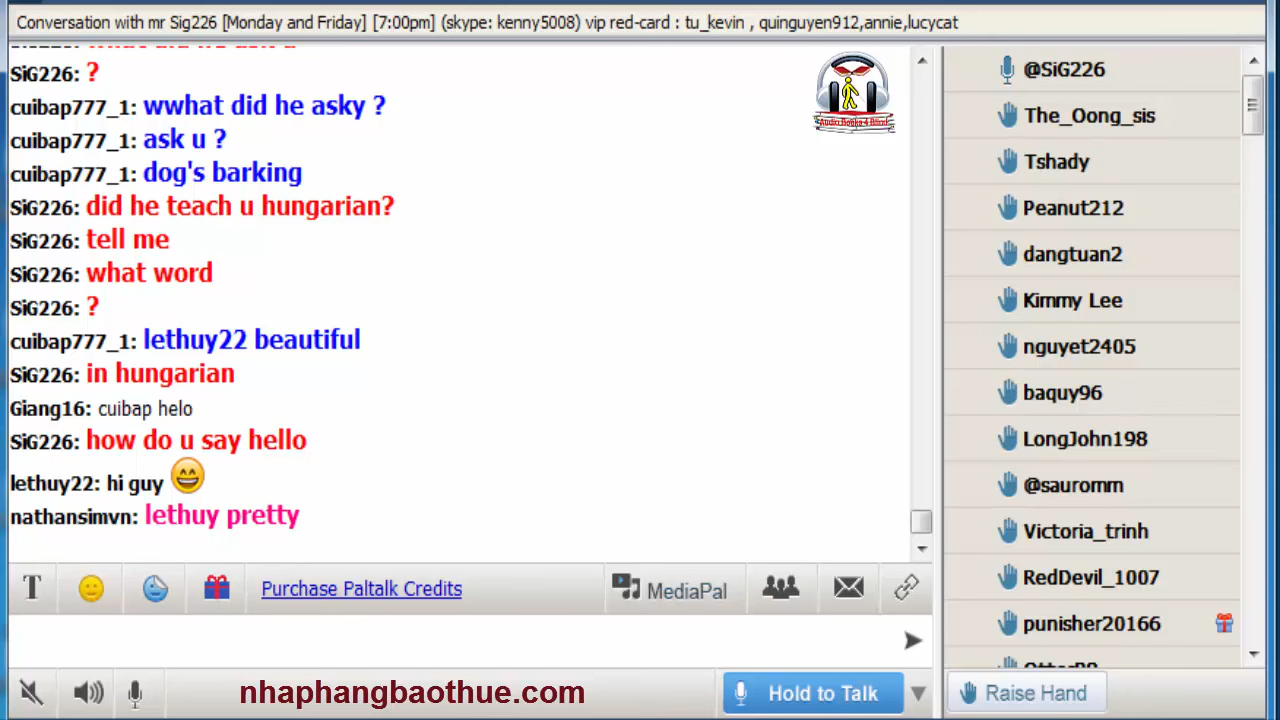 Conversation with mr Sig226 [Monday and Friday] [7:00pm] (skype: kenny5008) vip red-card : tu_kevin , quinguyen912,annie,lucycat
SiG226: ?
cuibap777_1: wwhat did he asky ?
cuibap777_1: ask u ?
cuibap777_1: dog's barking
SiG226: did he teach u hungarian?
SiG226: tell me
SiG226: what word
SiG226: ?
cuibap777_1: lethuy22 beautiful
SiG226: in hungarian
Giang16: cuibap helo
SiG226: how do u say hello
lethuy22: hi guy
nathansimvn: lethuy pretty
Audio Books 4 Blind
@SiG226
The_Oong_sis
Tshady
Peanut212
dangtuan2
Kimmy Lee
nguyet2405
baquy96
LongJohn198
@sauromm
Victoria_trinh
RedDevil_1007
punisher20166
T
Purchase Paltalk Credits
MediaPal
nhaphangbaothue.com
Hold to Talk
Raise Hand